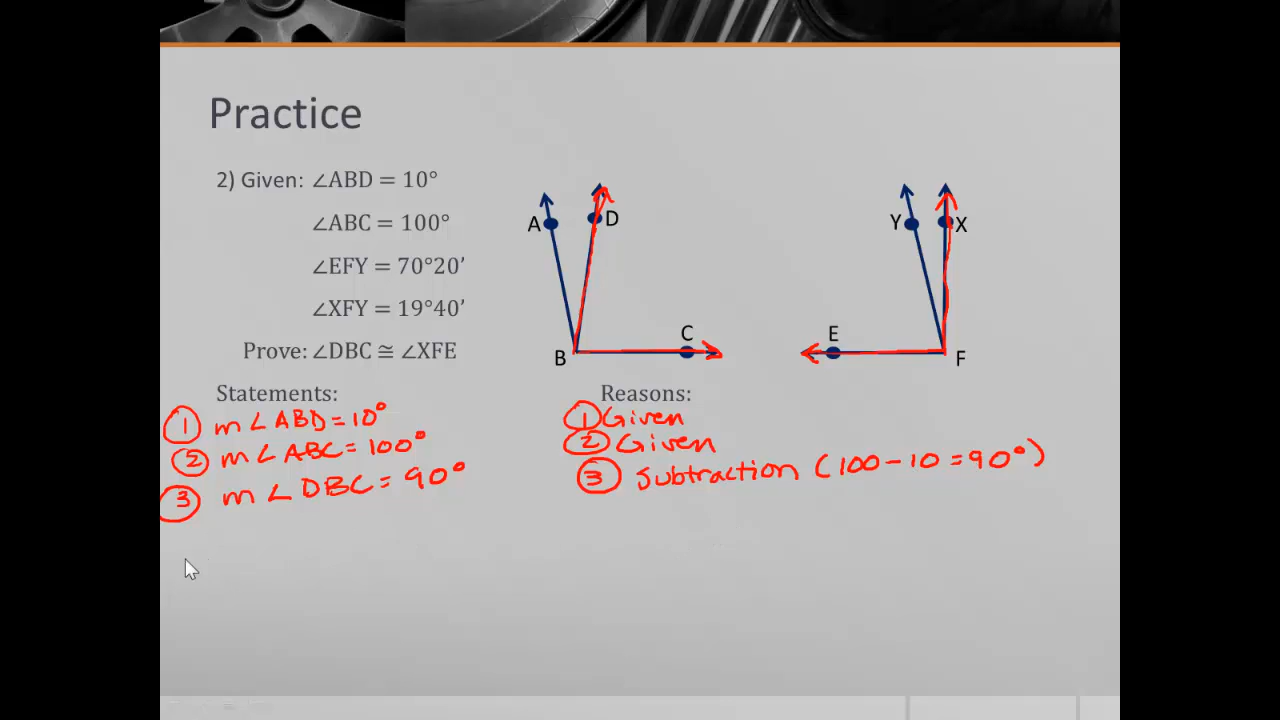 Practice
2) Given: ∠ABD = 10°
∠ABC = 100°
∠EFY = 70°20’
∠XFY = 19°40’
Prove: ∠DBC ≅ ∠XFE
A
D
C
B
Y
X
E
F
Statements:
Reasons:
① m∠ABD = 10°
① Given
② m∠ABC = 100°
② Given
③ m∠DBC = 90°
③ Subtraction (100 - 10 = 90°)